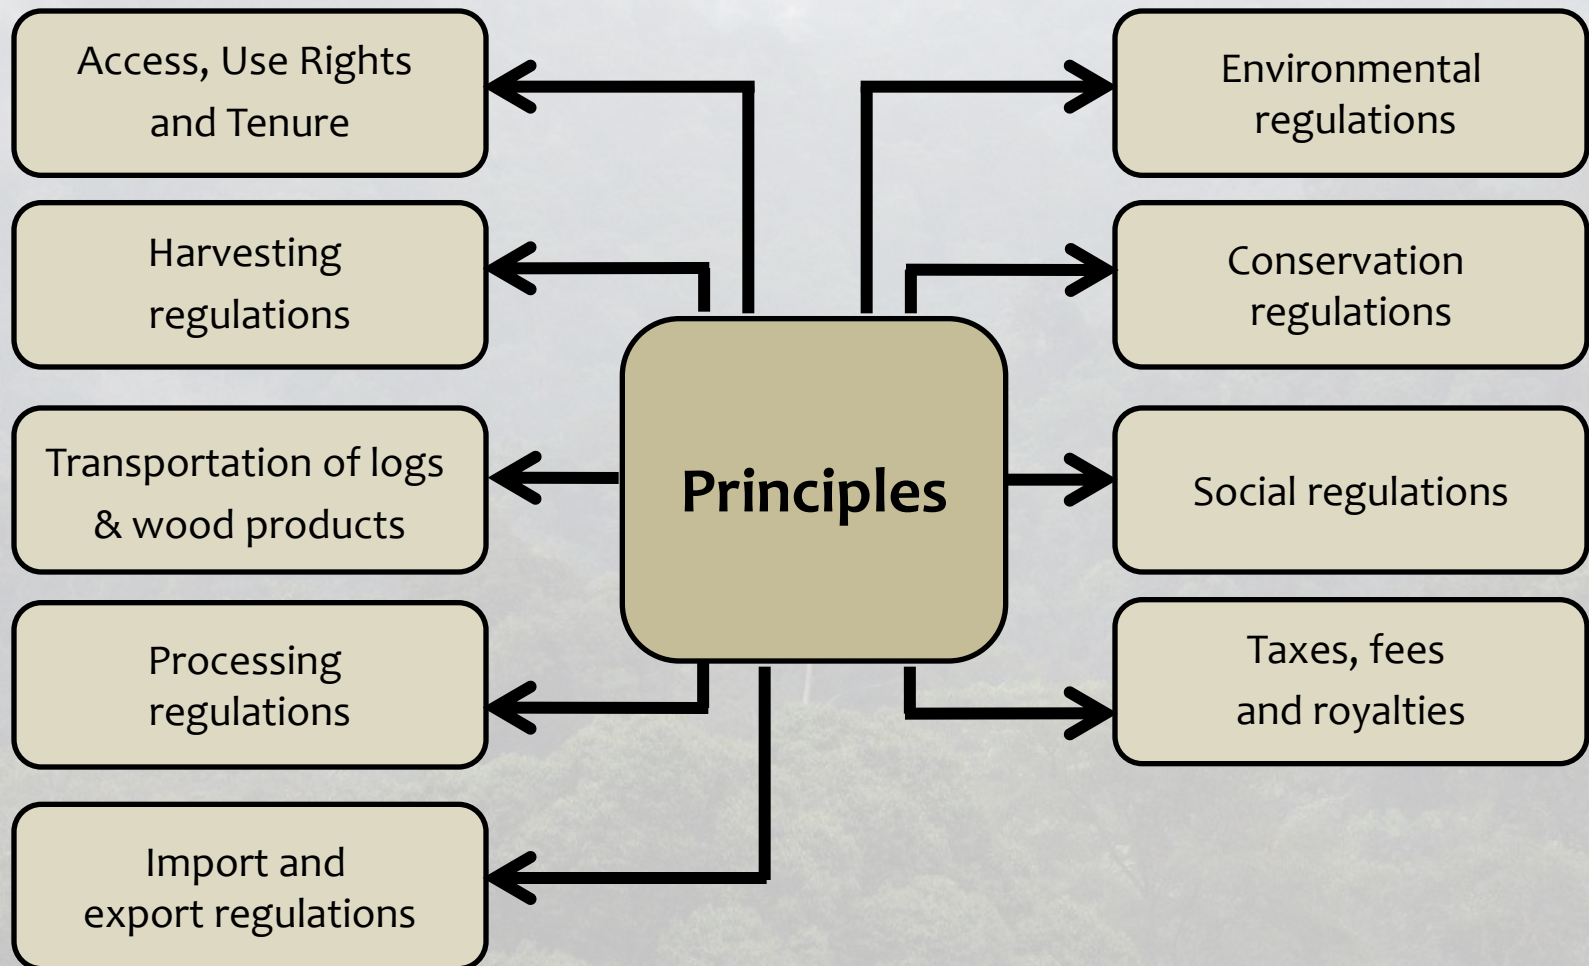 Access, Use Rights
and Tenure
Harvesting
regulations
Transportation of logs
& wood products
Processing
regulations
Import and
export regulations
Principles
Environmental
regulations
Conservation
regulations
Social regulations
Taxes, fees
and royalties